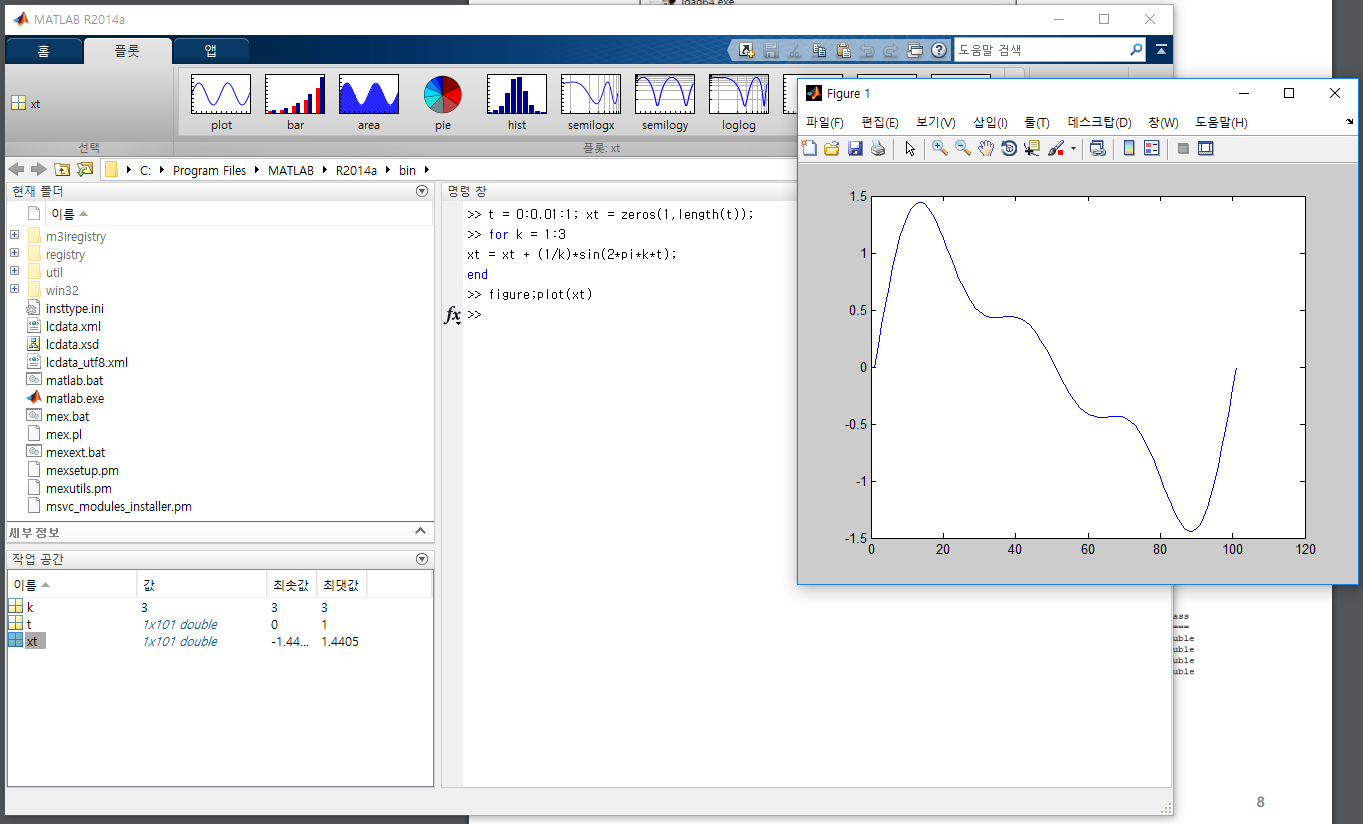 ldad64.exe
MATLAB R2014a
홈 플롯 앱
도움말 검색
xt
plot bar area pie hist semilogx semilogy loglog
선택 플롯: xt
C: Program Files MATLAB R2014a bin
현재 폴더
이름
m3iregistry
registry
util
win32
insttype.ini
lcdata.xml
lcdata.xsd
lcdata_utf8.xml
matlab.bat
matlab.exe
mex.bat
mex.pl
mexext.bat
mexsetup.pm
mexutils.pm
msvc_modules_installer.pm
세부 정보
작업 공간
이름 값 최솟값 최댓값
k 3 3 3
t 1x101 double 0 1
xt 1x101 double -1.44... 1.4405
명령 창
>> t = 0:0.01:1; xt = zeros(1,length(t));
>> for k = 1:3
xt = xt + (1/k)*sin(2*pi*k*t);
end
>> figure;plot(xt)
fx >>
Figure 1
파일(F) 편집(E) 보기(V) 삽입(I) 툴(T) 데스크탑(D) 창(W) 도움말(H)
1.5
1
0.5
0
-0.5
-1
-1.5
0 20 40 60 80 100 120
ass
===
uble
uble
uble
uble
8